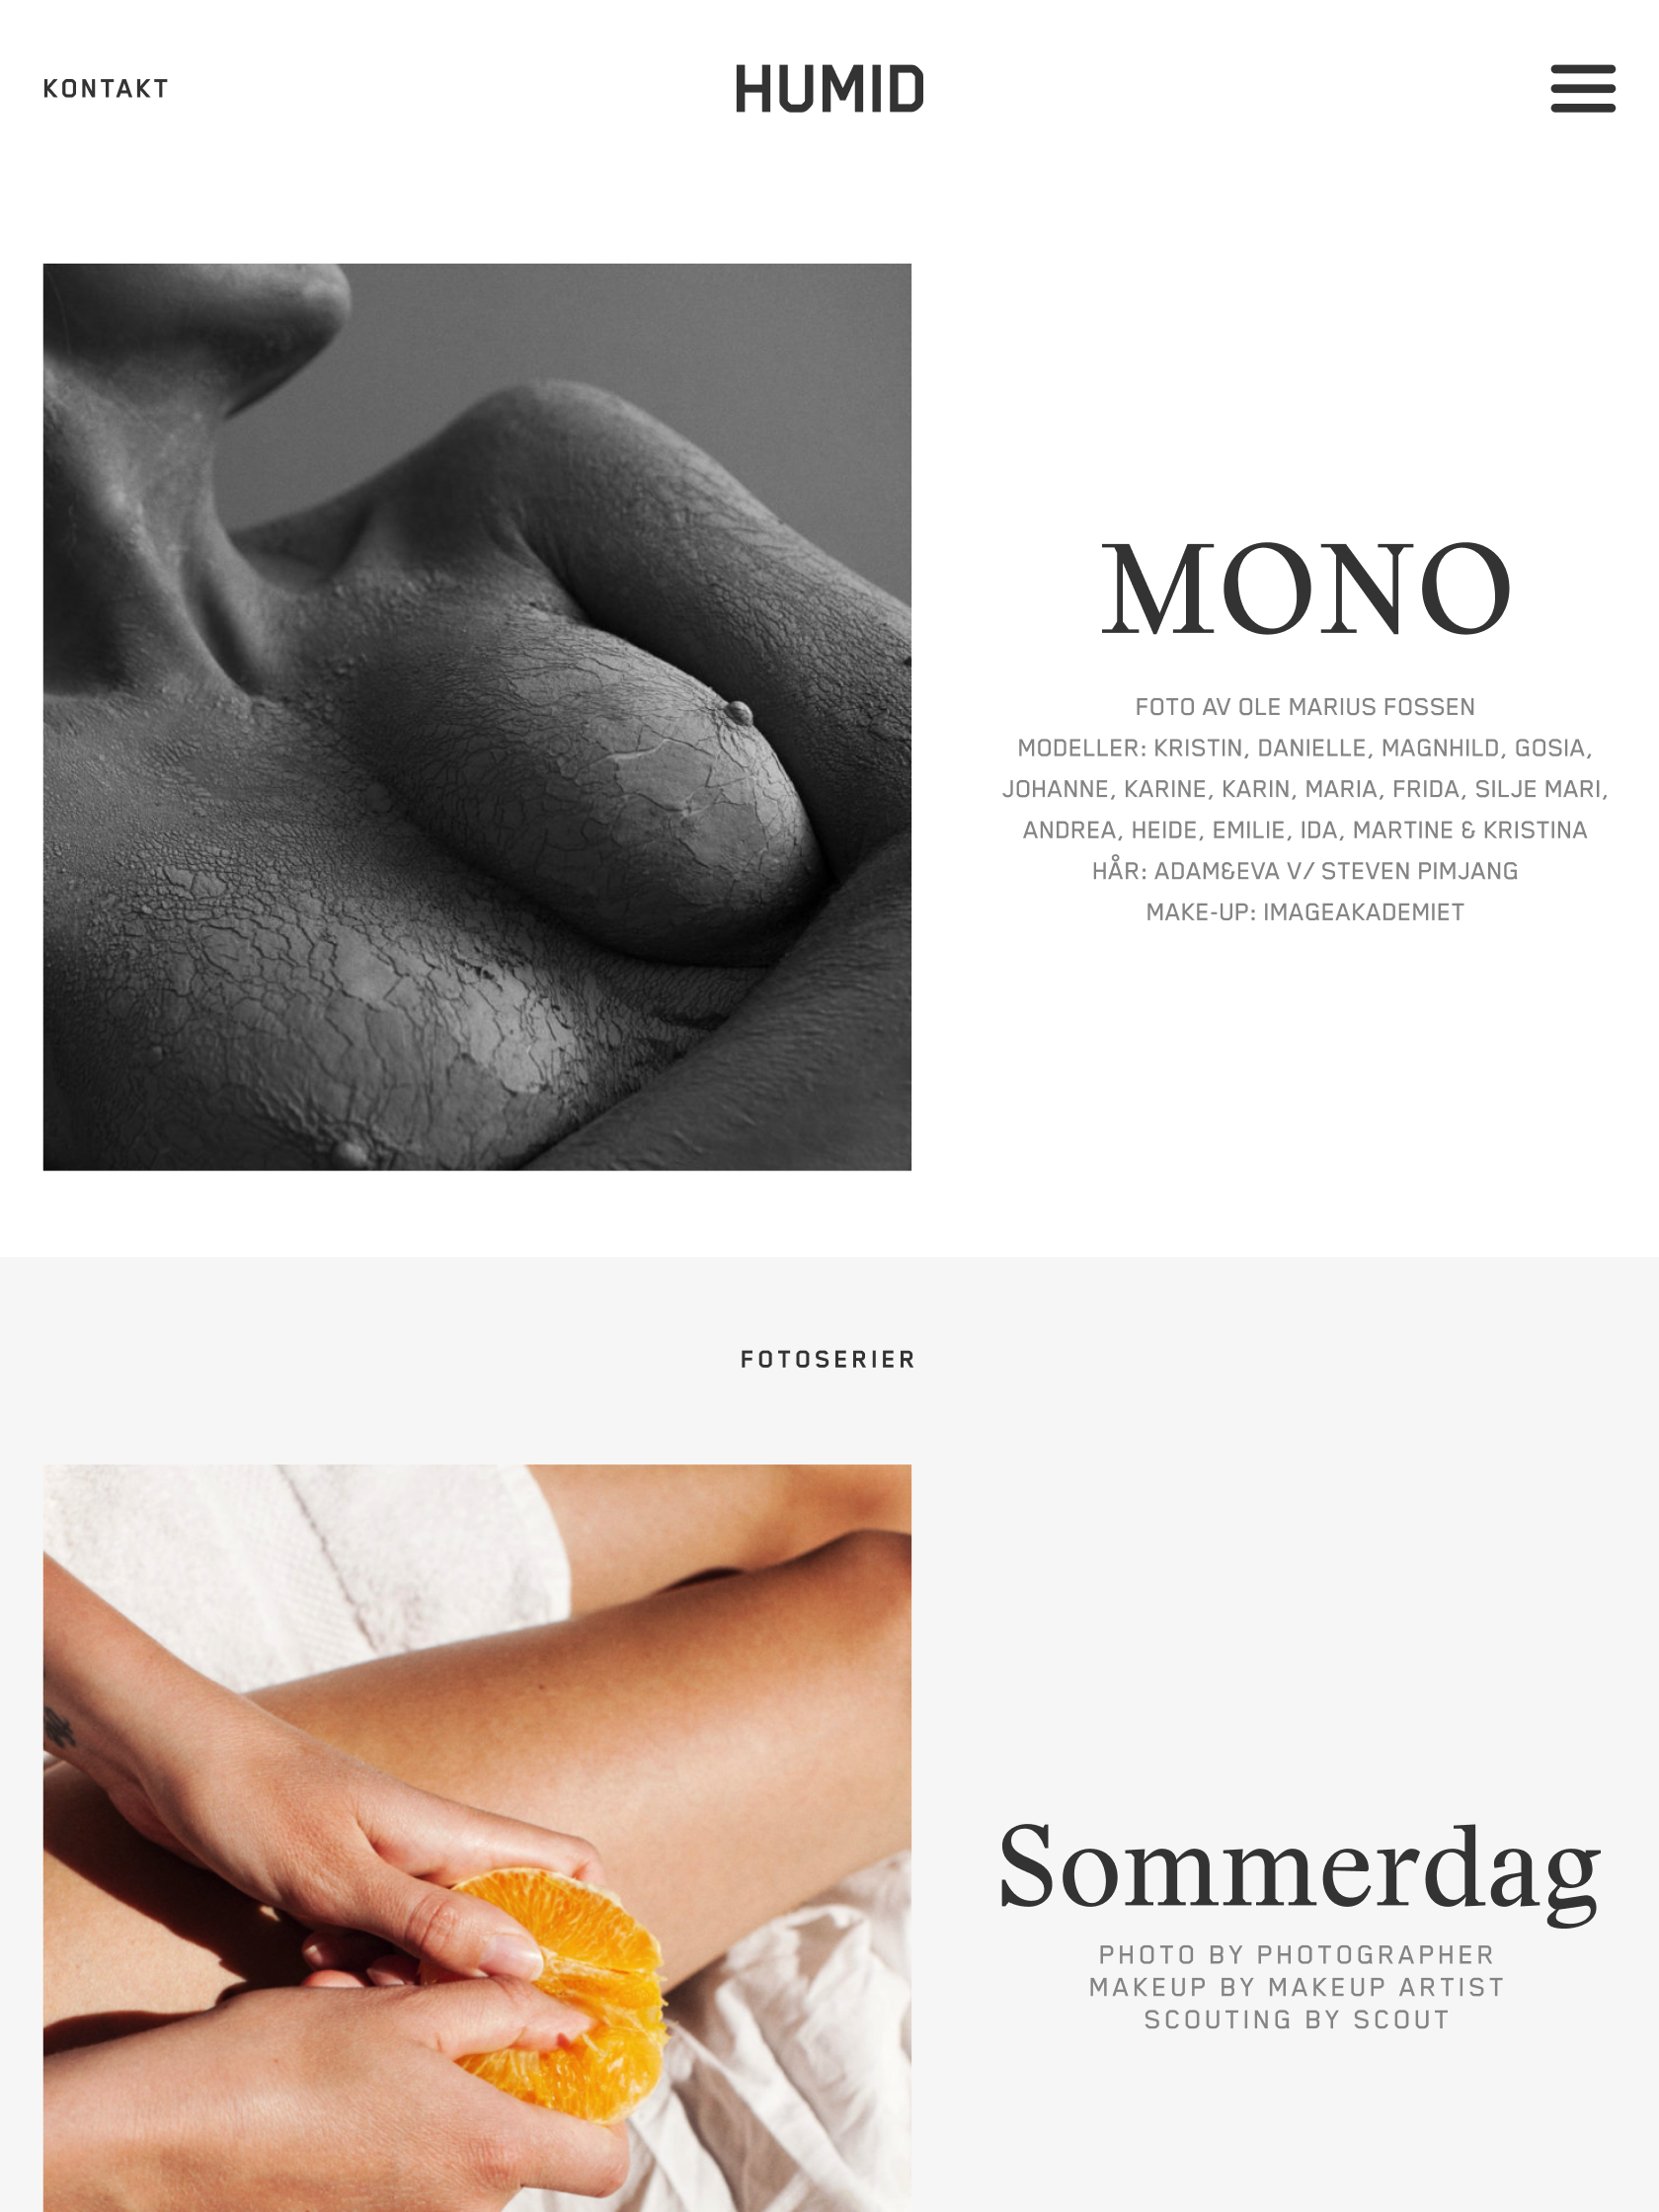 KONTAKT
HUMID
MONO
FOTO AV OLE MARIUS FOSSEN
MODELLER: KRISTIN, DANIELLE, MAGNHILD, GOSIA,
JOHANNE, KARINE, KARIN, MARIA, FRIDA, SILJE MARI,
ANDREA, HEIDE, EMILIE, IDA, MARTINE & KRISTINA
HÅR: ADAM&EVA V/ STEVEN PIMJANG
MAKE-UP: IMAGEAKADEMIET
FOTOSERIER
Sommerdag
PHOTO BY PHOTOGRAPHER
MAKEUP BY MAKEUP ARTIST
SCOUTING BY SCOUT